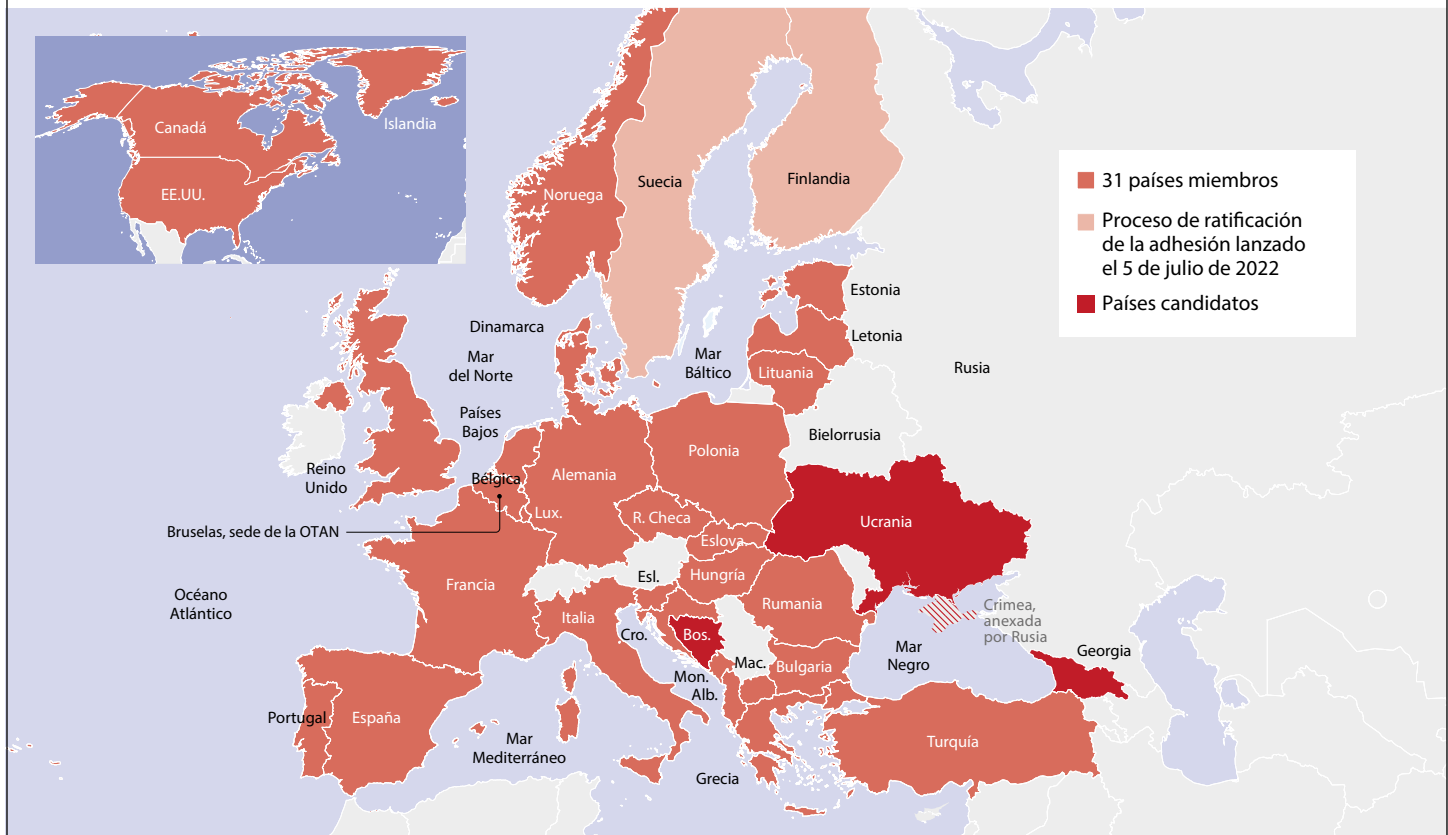 Canadá
EE.UU.
Islandia
Noruega
Suecia
Finlandia
31 países miembros
Proceso de ratificación
de la adhesión lanzado
el 5 de julio de 2022
Países candidatos
Estonia
Letonia
Lituania
Rusia
Dinamarca
Mar
del Norte
Mar
Báltico
Países
Bajos
Bielorrusia
Reino
Unido
Bélgica
Alemania
Polonia
Bruselas, sede de la OTAN
Lux.
R. Checa
Eslova.
Ucrania
Francia
Esl.
Hungría
Océano
Atlántico
Italia
Cro.
Bos.
Rumania
Crimea,
anexada
por Rusia
Mar
Negro
Georgia
Mac.
Bulgaria
Mon.
Alb.
Portugal
España
Mar
Mediterráneo
Grecia
Turquía